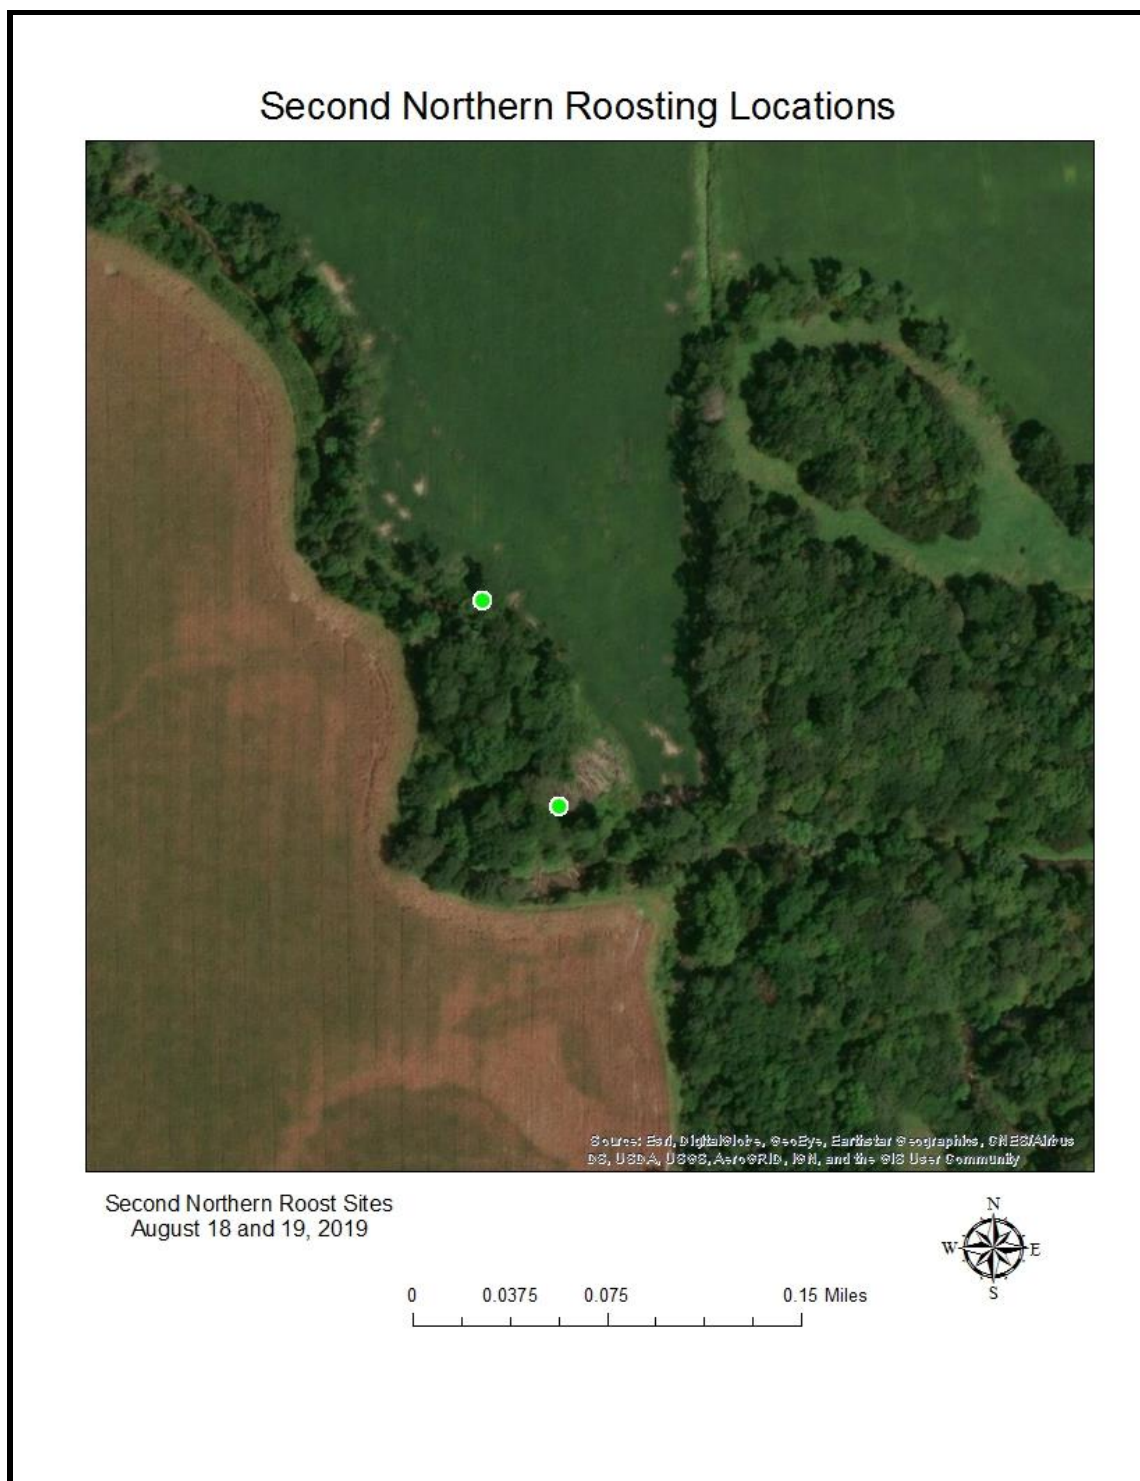 Second Northern Roosting Locations
Source: Esri, DigitalGlobe, GeoEye, Earthstar Geographics, CNES/Airbus
DS, USDA, USGS, AeroGRID, IGN, and the GIS User Community
Second Northern Roost Sites
August 18 and 19, 2019
N
W E
S
0 0.0375 0.075 0.15 Miles